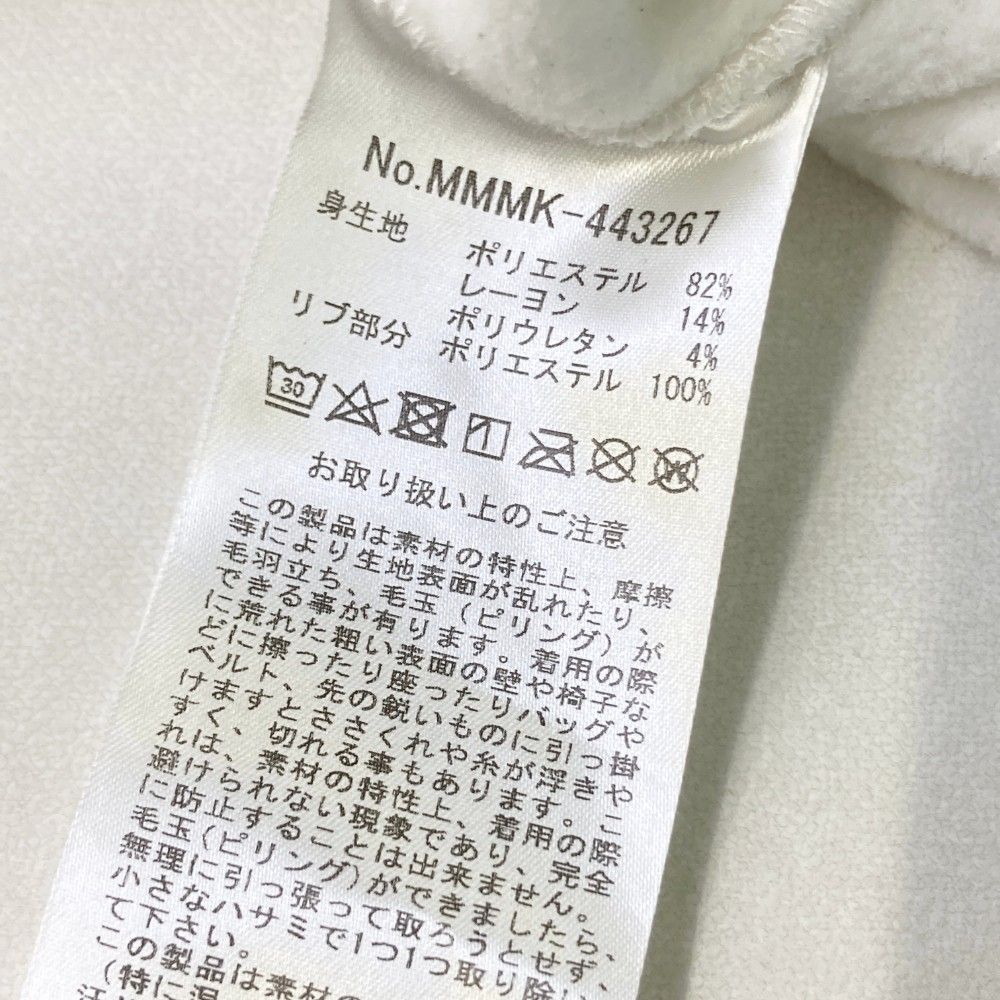 No.MMMK-443267
身生地 ポリエステル 82%
レーヨン 14%
ポリウレタン 4%
リブ部分 ポリエステル 100%
30
お取り扱い上のご注意
この製品は素材の特性上、摩擦
等により生地表面が乱れたり、
毛羽立ち、毛玉(ピリング)が
できる事が有ります。着用の際
に荒れた粗い表面の壁や椅子な
どに擦ったり座ったりバッグや
ベルト、先の鋭いものに引っ掛
けますとささくれや糸が浮きや
すく、切れる事もあります。こ
れは、素材の特性上、着用の際
避けられない現象であり、完全
に防止することは出来ません。
毛玉(ピリング)ができましたら、
無理に引っ張って取ろうとせず、
小さなハサミで1つ1つ取り除い
て下さい。
この製品は素材の
(特に湿